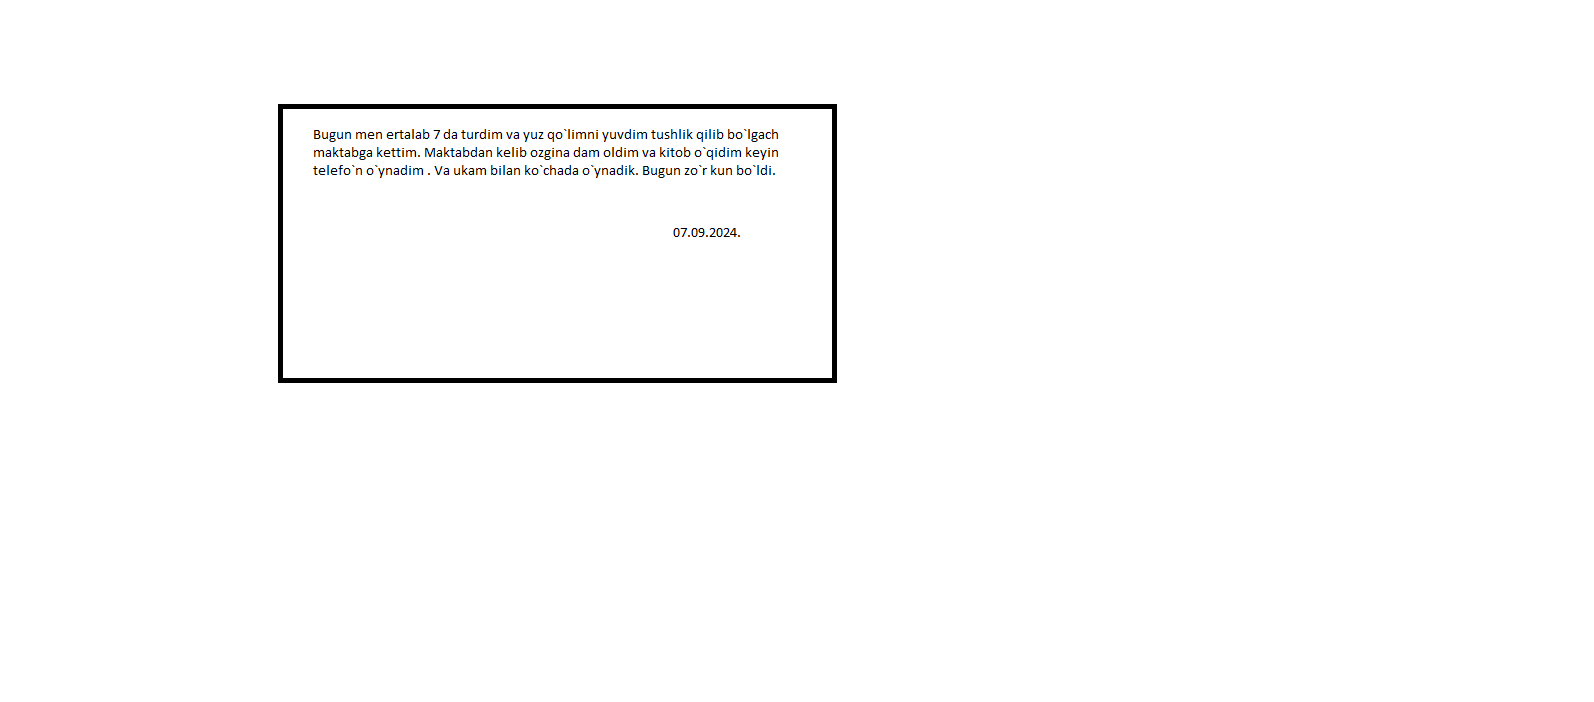 Bugun men ertalab 7 da turdim va yuz qo`limni yuvdim tushlik qilib bo`lgach
maktabga kettim. Maktabdan kelib ozgina dam oldim va kitob o`qidim keyin
telefo`n o`ynadim . Va ukam bilan ko`chada o`ynadik. Bugun zo`r kun bo`ldi.
07.09.2024.